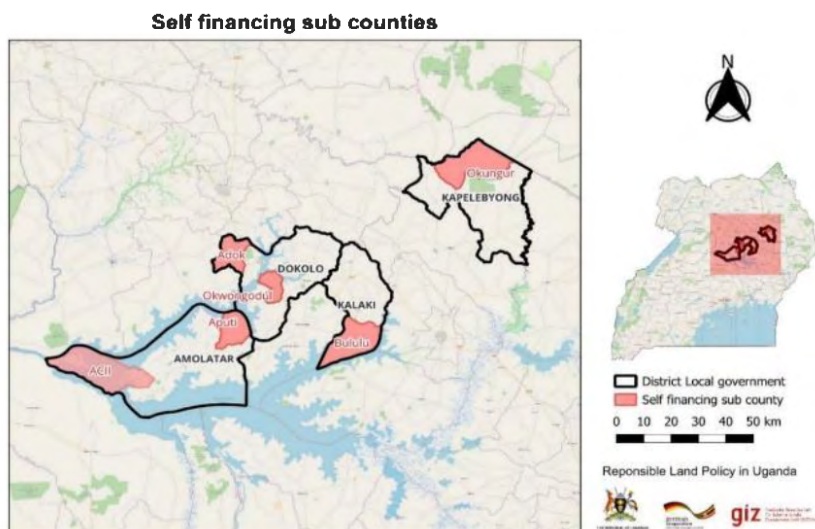 Self financing sub counties
N
Okungur
KAPELEBYONG
Adok
DOKOLO
Okwongodul
KALAKI
Aputi
Bululu
AMOLATAR
ACII
District Local government
Self financing sub county
0 10 20 30 40 50 km
Reponsible Land Policy in Uganda
giz